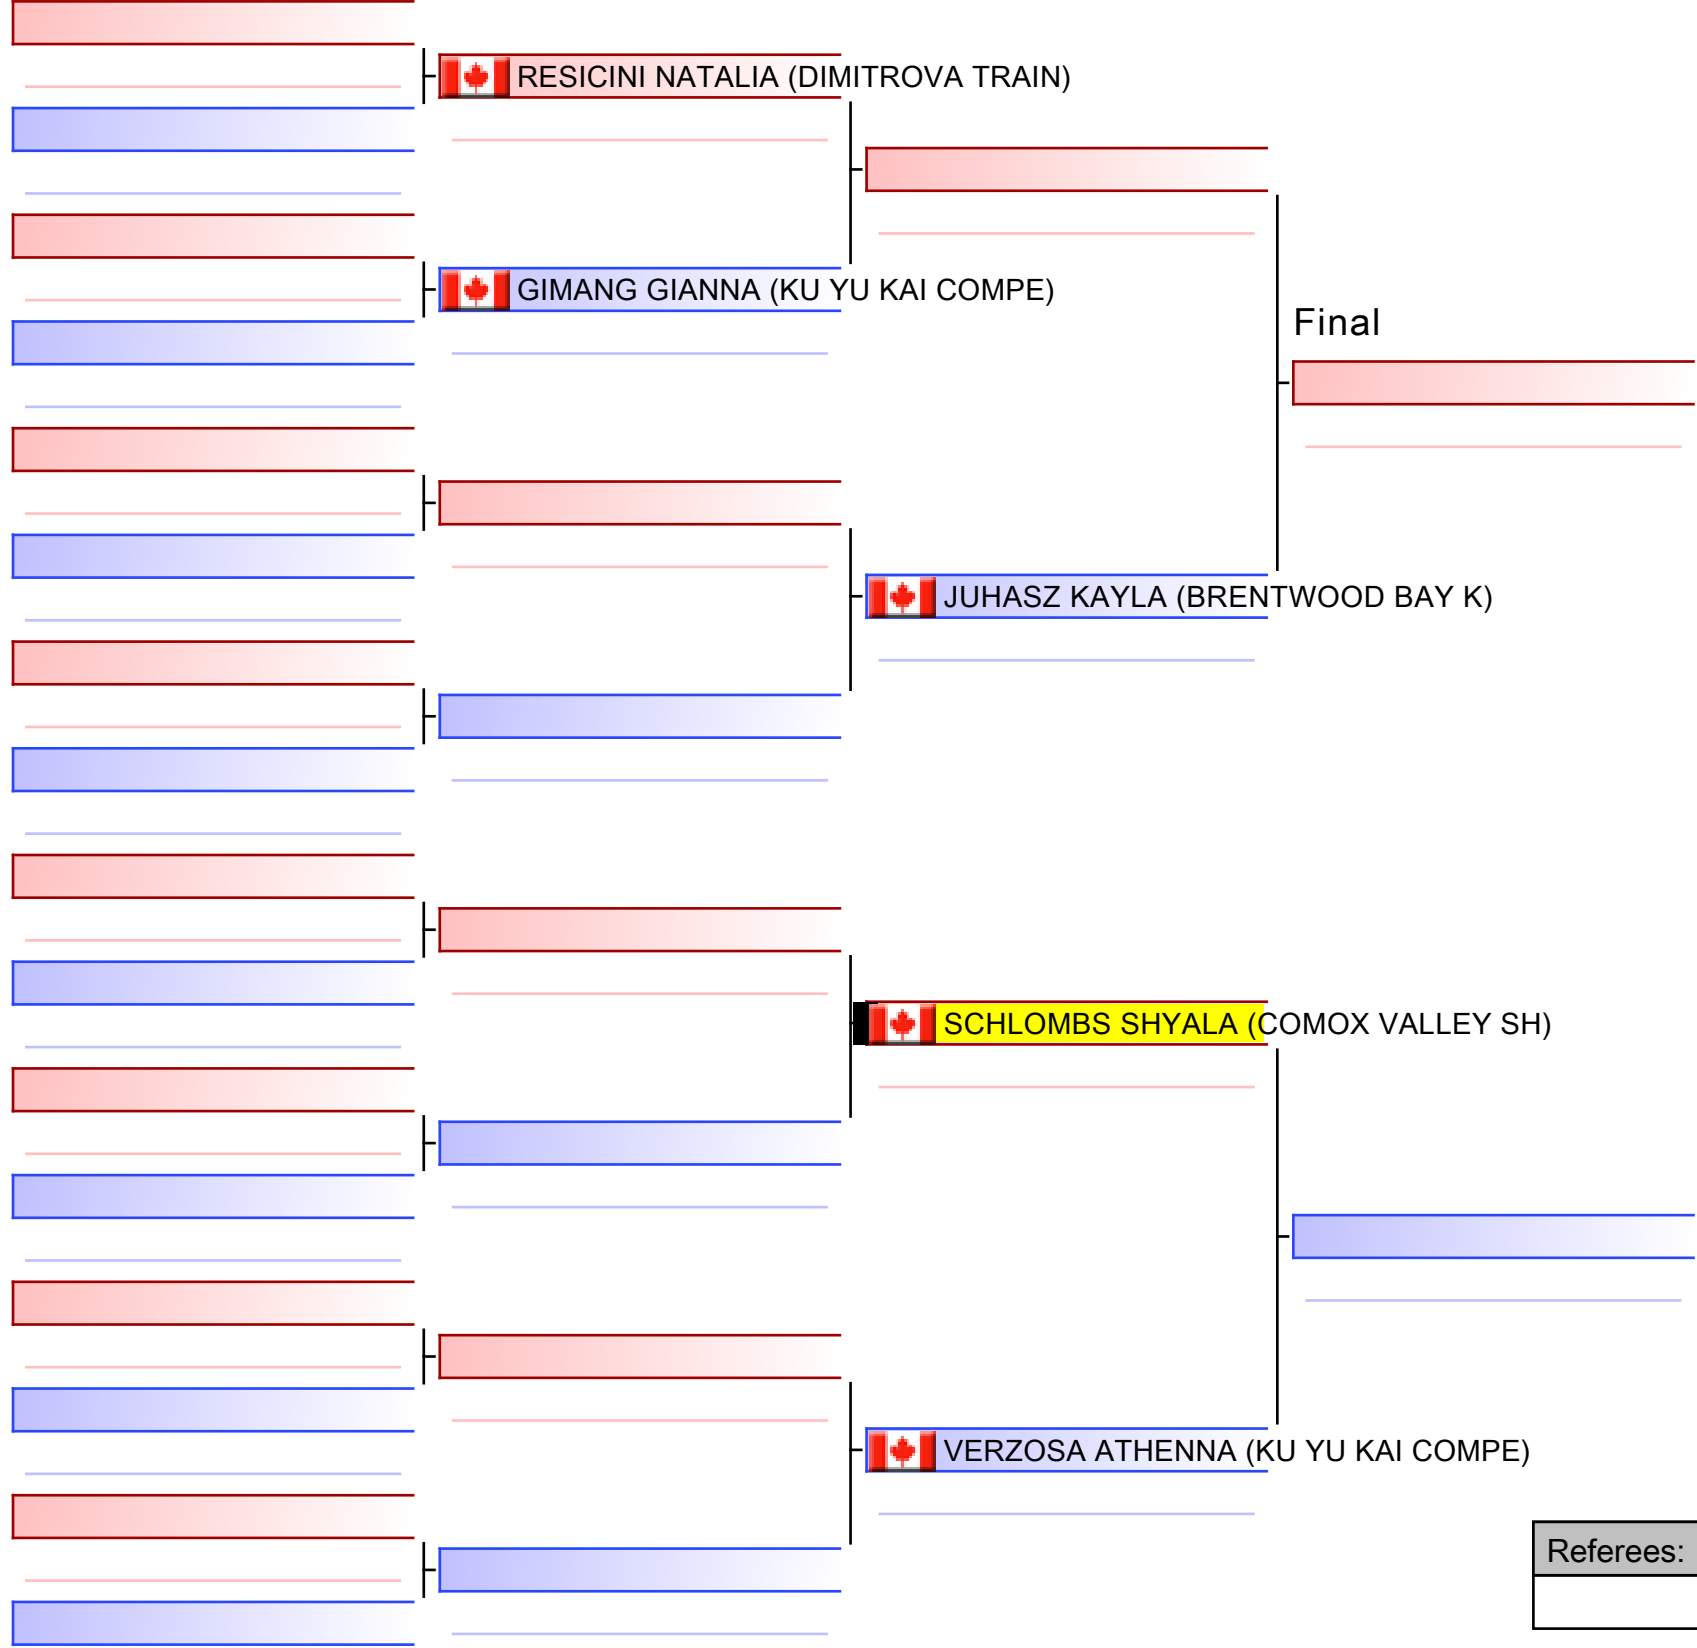 RESICINI NATALIA (DIMITROVA TRAIN)
GIMANG GIANNA (KU YU KAI COMPE)
Final
JUHASZ KAYLA (BRENTWOOD BAY K)
SCHLOMBS SHYALA (COMOX VALLEY SH)
VERZOSA ATHENNA (KU YU KAI COMPE)
Referees: